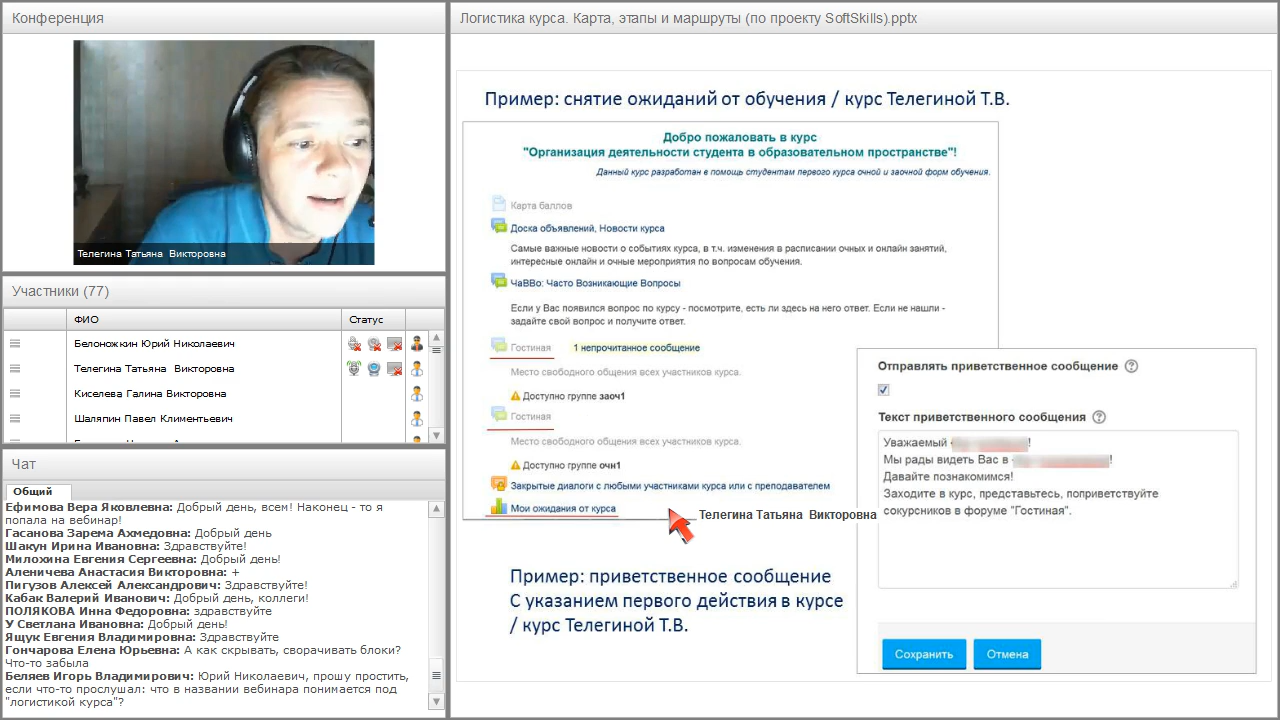 Конференция
Телегина Татьяна Викторовна
Участники (77)
ФИО
Статус
Белоножкин Юрий Николаевич
Телегина Татьяна Викторовна
Киселева Галина Викторовна
Шаляпин Павел Климентьевич
Чат
Общий
Ефимова Вера Яковлевна: Добрый день, всем! Наконец - то я
попала на вебинар!
Гасанова Зарема Ахмедовна: Добрый день
Шакун Ирина Ивановна: Здравствуйте!
Милохина Евгения Сергеевна: Добрый день!
Аленичева Анастасия Викторовна: +
Пигузов Алексей Александрович: Здравствуйте!
Кабак Валерий Иванович: Добрый день, коллеги!
ПОЛЯКОВА Инна Федоровна: здравствуйте
У Светлана Ивановна: Добрый день!
Ящук Евгения Владимировна: Здравствуйте
Гончарова Елена Юрьевна: А как скрывать, сворачивать блоки?
Что-то забыла
Беляев Игорь Владимирович: Юрий Николаевич, прошу простить,
если что-то прослушал: что в названии вебинара понимается под
"логистикой курса"?
Логистика курса. Карта, этапы и маршруты (по проекту SoftSkills).pptx
Пример: снятие ожиданий от обучения / курс Телегиной Т.В.
Добро пожаловать в курс
"Организация деятельности студента в образовательном пространстве"!
Данный курс разработан в помощь студентам первого курса очной и заочной форм обучения.
Карта баллов
Доска объявлений, Новости курса
Самые важные новости о событиях курса, в т.ч. изменения в расписании очных и онлайн занятий,
интересные онлайн и очные мероприятия по вопросам обучения.
ЧаВВо: Часто Возникающие Вопросы
Если у Вас появился вопрос по курсу - посмотрите, есть ли здесь на него ответ. Если не нашли -
задайте свой вопрос и получите ответ.
Гостиная 1 непрочитанное сообщение
Место свободного общения всех участников курса.
Доступно группе заоч1
Гостиная
Место свободного общения всех участников курса.
Доступно группе очн1
Закрытые диалоги с любыми участниками курса или с преподавателем
Мои ожидания от курса
Телегина Татьяна Викторовна
Отправлять приветственное сообщение
Текст приветственного сообщения
Уважаемый !
Мы рады видеть Вас в !
Давайте познакомимся!
Заходите в курс, представьтесь, поприветствуйте
сокурсников в форуме "Гостиная".
Сохранить
Отмена
Пример: приветственное сообщение
С указанием первого действия в курсе
/ курс Телегиной Т.В.